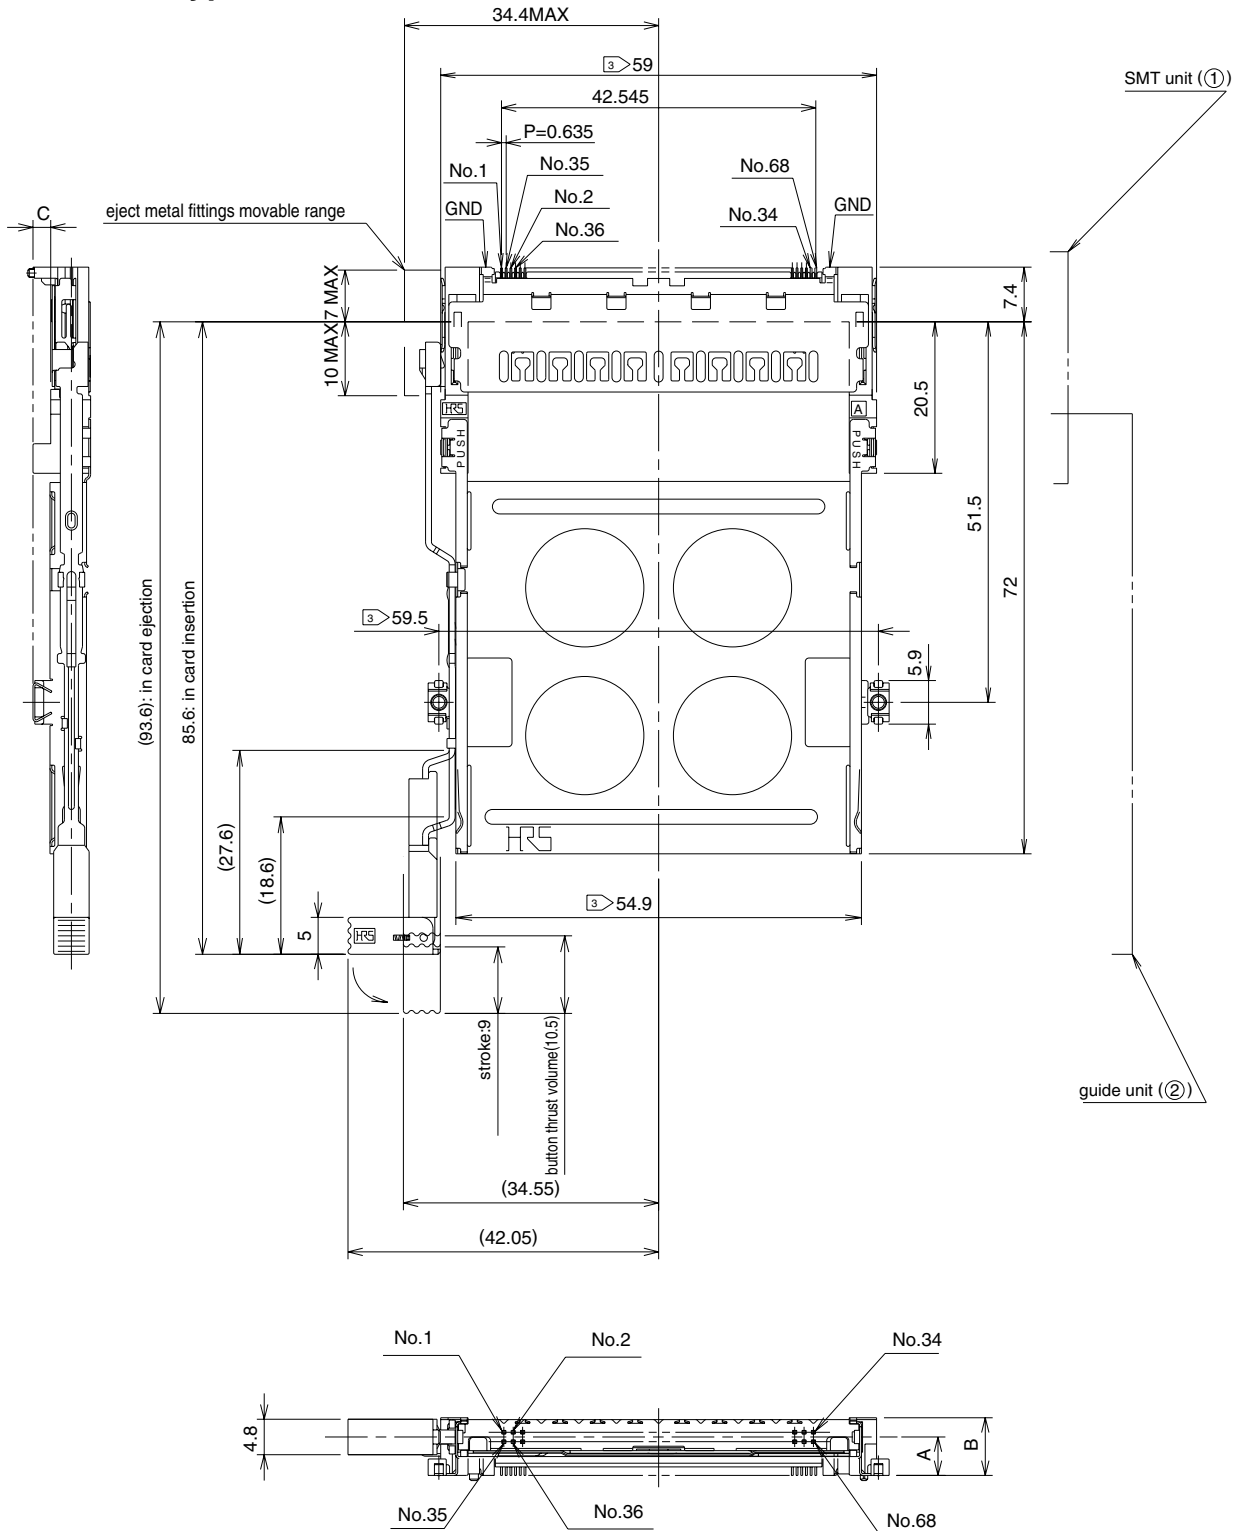 34.4MAX
3 59
42.545
P=0.635
SMT unit (①)
No.1
No.35
No.68
No.2
GND
GND
No.34
No.36
C
eject metal fittings movable range
7 MAX
10 MAX
7.4
20.5
51.5
72
HRS
A
PUSH
PUSH
(93.6): in card ejection
85.6: in card insertion
3 59.5
5.9
(27.6)
(18.6)
5
HRS
HRS
3 54.9
stroke:9
button thrust volume(10.5)
guide unit (②)
(34.55)
(42.05)
No.1
No.2
No.34
4.8
A
B
No.35
No.36
No.68